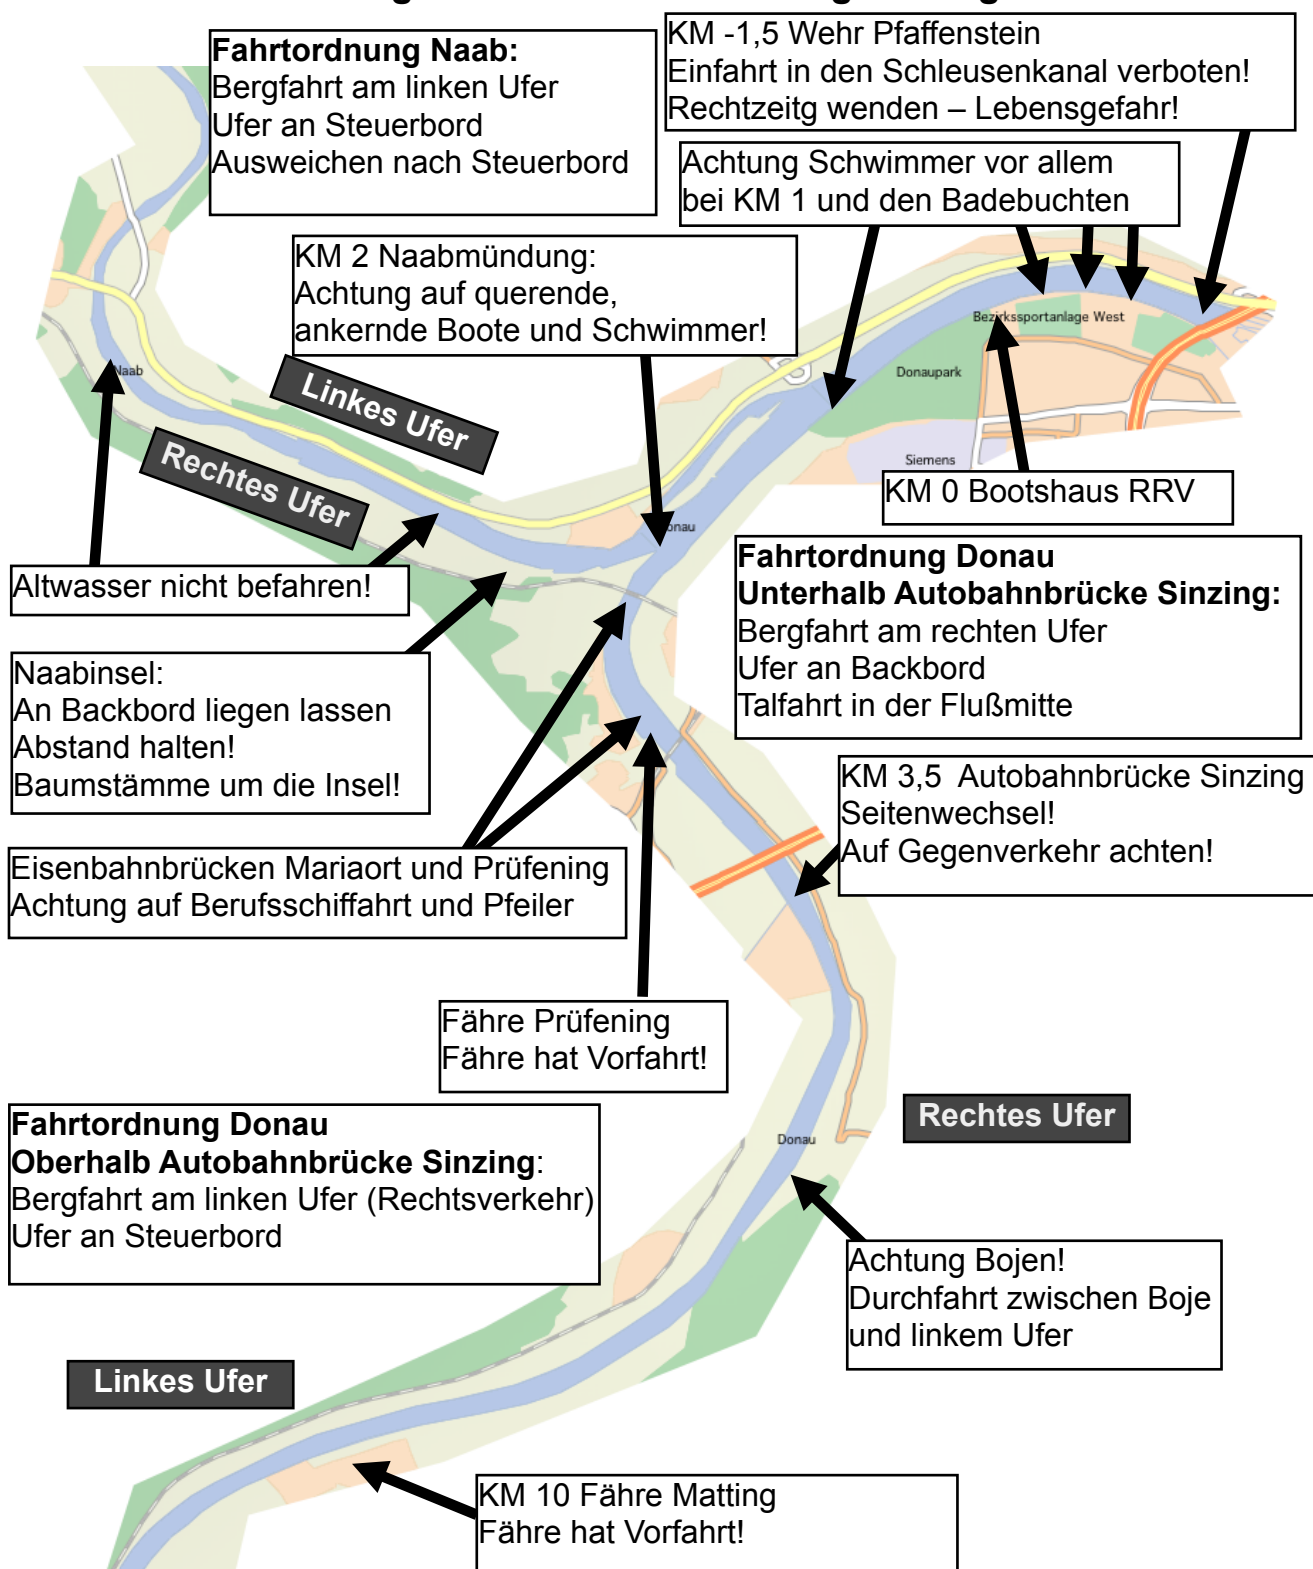 Fahrtordnung Naab:
Bergfahrt am linken Ufer
Ufer an Steuerbord
Ausweichen nach Steuerbord
KM -1,5 Wehr Pfaffenstein
Einfahrt in den Schleusenkanal verboten!
Rechtzeitg wenden – Lebensgefahr!
Achtung Schwimmer vor allem
bei KM 1 und den Badebuchten
KM 2 Naabmündung:
Achtung auf querende,
ankernde Boote und Schwimmer!
Bezirkssportanlage West
Naab
Donaupark
Linkes Ufer
Rechtes Ufer
Siemens
KM 0 Bootshaus RRV
Altwasser nicht befahren!
Fahrtordnung Donau
Unterhalb Autobahnbrücke Sinzing:
Bergfahrt am rechten Ufer
Ufer an Backbord
Talfahrt in der Flußmitte
Naabinsel:
An Backbord liegen lassen
Abstand halten!
Baumstämme um die Insel!
KM 3,5 Autobahnbrücke Sinzing
Seitenwechsel!
Auf Gegenverkehr achten!
Eisenbahnbrücken Mariaort und Prüfening
Achtung auf Berufsschiffahrt und Pfeiler
Fähre Prüfening
Fähre hat Vorfahrt!
Rechtes Ufer
Fahrtordnung Donau
Oberhalb Autobahnbrücke Sinzing:
Bergfahrt am linken Ufer (Rechtsverkehr)
Ufer an Steuerbord
Donau
Achtung Bojen!
Durchfahrt zwischen Boje
und linkem Ufer
Linkes Ufer
KM 10 Fähre Matting
Fähre hat Vorfahrt!